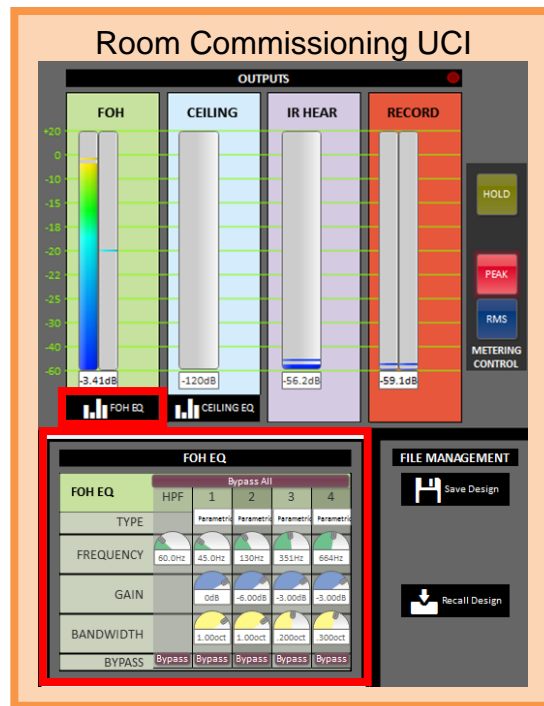 Room Commissioning UCI
OUTPUTS
FOH CEILING IR HEAR RECORD
+20
0
-10
-15
-18
-20
-22
-25
-30
-40
-60
HOLD
PEAK
RMS
METERING
CONTROL
-3.41dB -120dB -56.2dB -59.1dB
FOH EQ CEILING EQ
FOH EQ
Bypass All
FOH EQ HPF 1 2 3 4
TYPE Parametric Parametric Parametric Parametric
FREQUENCY 60.0Hz 45.0Hz 130Hz 351Hz 664Hz
GAIN 0dB -6.00dB -3.00dB -3.00dB
BANDWIDTH 1.00oct 1.00oct .200oct .300oct
BYPASS Bypass Bypass Bypass Bypass Bypass
FILE MANAGEMENT
Save Design
Recall Design